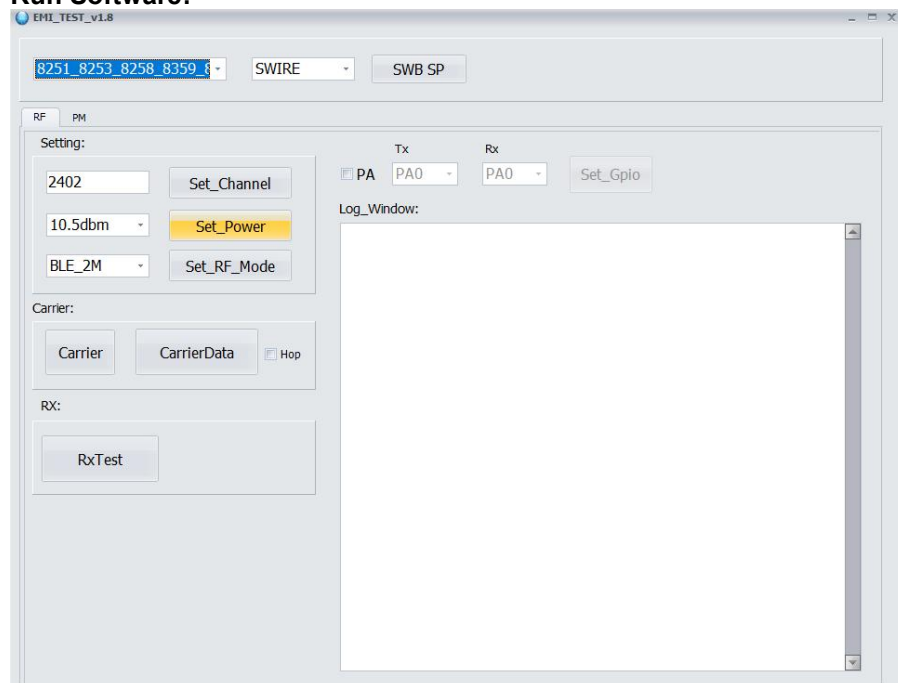 Run Software:
EMI_TEST_v1.8
8251_8253_8258_8359_8 SWIRE SWB SP
RF PM
Setting:
2402 Set_Channel
10.5dbm Set_Power
BLE_2M Set_RF_Mode
Carrier:
Carrier CarrierData Hop
RX:
RxTest
Tx Rx
PA PA0 PA0 Set_Gpio
Log_Window: